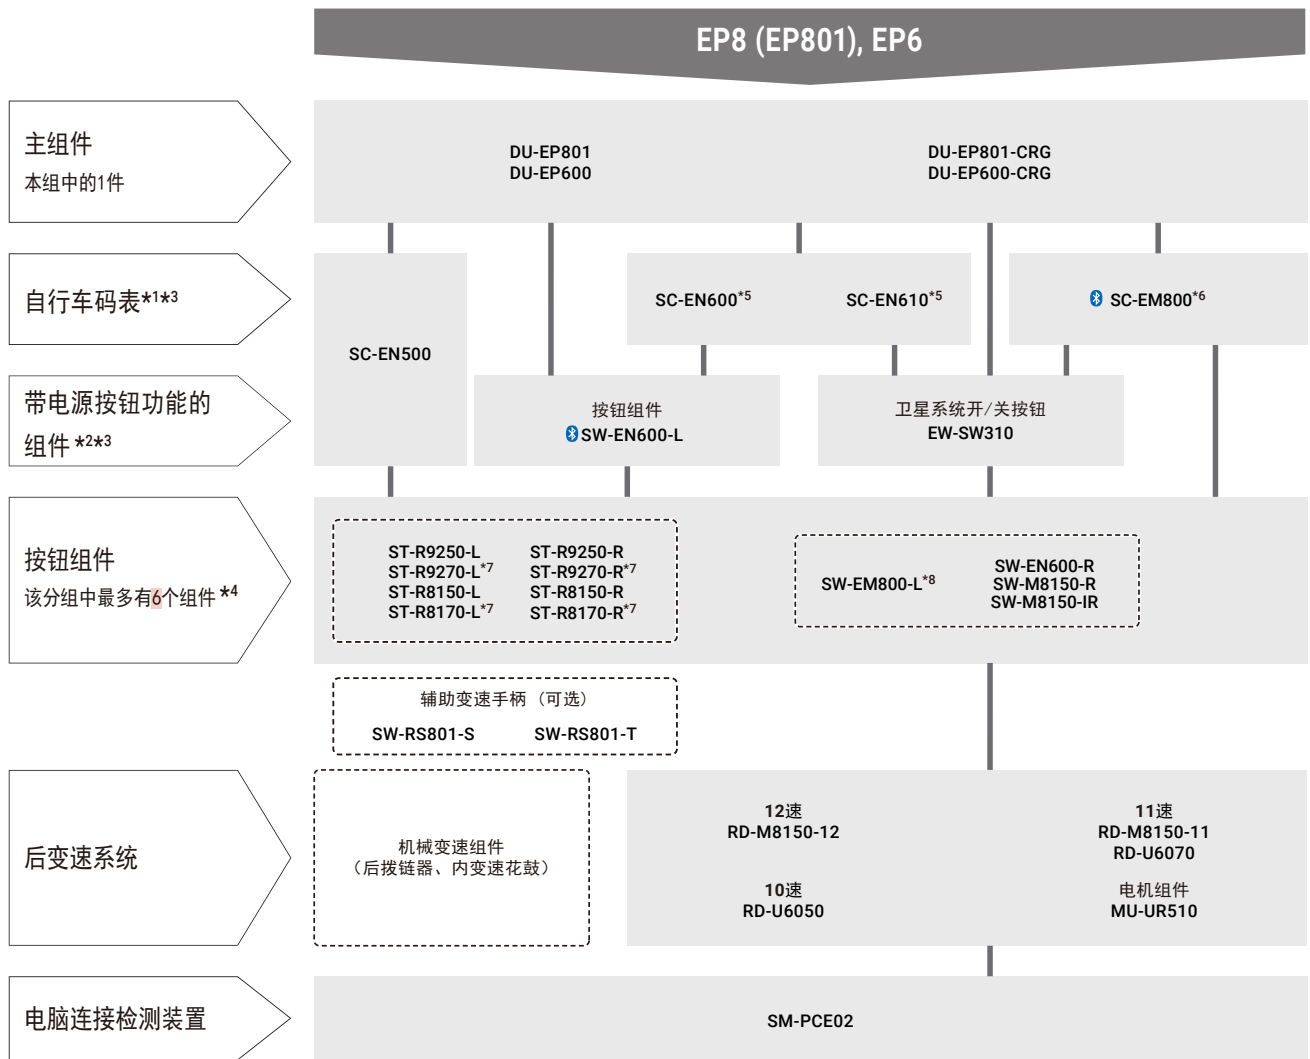 EP8 (EP801), EP6
主组件
本组中的1件
DU-EP801
DU-EP600
DU-EP801-CRG
DU-EP600-CRG
自行车码表*1*3
SC-EN500
SC-EN600*5
SC-EN610*5
SC-EM800*6
带电源按钮功能的
组件*2*3
按钮组件
SW-EN600-L
卫星系统开/关按钮
EW-SW310
按钮组件
该分组中最多有6个组件*4
ST-R9250-L
ST-R9270-L*7
ST-R8150-L
ST-R8170-L*7
ST-R9250-R
ST-R9270-R*7
ST-R8150-R
ST-R8170-R*7
SW-EM800-L*8
SW-EN600-R
SW-M8150-R
SW-M8150-IR
辅助变速手柄（可选）
SW-RS801-S
SW-RS801-T
后变速系统
机械变速组件
（后拨链器、内变速花鼓）
12速
RD-M8150-12
11速
RD-M8150-11
RD-U6070
10速
RD-U6050
电机组件
MU-UR510
电脑连接检测装置
SM-PCE02